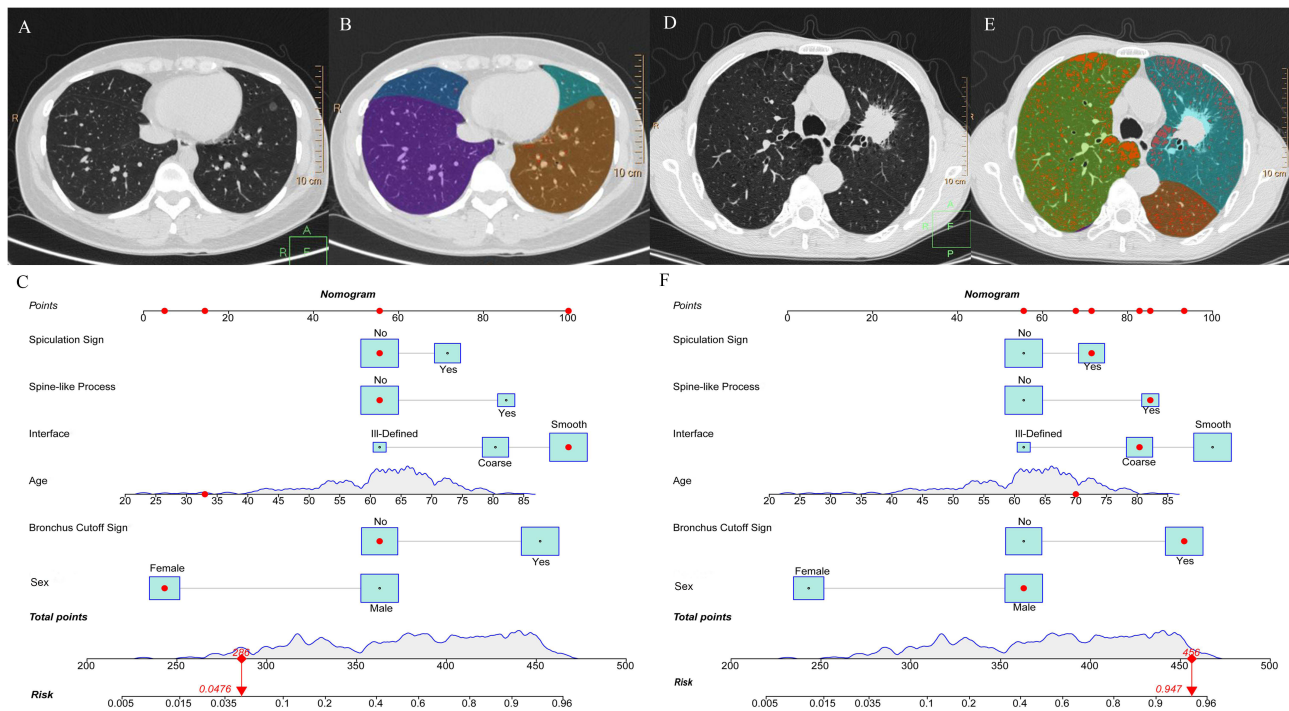 A
B
D
E
R
10 cm
R
10 cm
R
10 cm
R
10 cm
A
R
F
A
R
F
P
C
Nomogram
Points
0 20 40 60 80 100
Spiculation Sign
No
Yes
Spine-like Process
No
Yes
Interface
Ill-Defined
Coarse
Smooth
Age
20 25 30 35 40 45 50 55 60 65 70 75 80 85
Bronchus Cutoff Sign
No
Yes
Sex
Female
Male
Total points
286
200 250 300 350 400 450 500
0.0476
Risk
0.005 0.015 0.035 0.1 0.2 0.4 0.6 0.8 0.9 0.96
F
Nomogram
Points
0 20 40 60 80 100
Spiculation Sign
No
Yes
Spine-like Process
No
Yes
Interface
Ill-Defined
Coarse
Smooth
Age
20 25 30 35 40 45 50 55 60 65 70 75 80 85
Bronchus Cutoff Sign
No
Yes
Sex
Female
Male
Total points
456
200 250 300 350 400 450 500
Risk
0.947
0.005 0.015 0.035 0.1 0.2 0.4 0.6 0.8 0.9 0.96